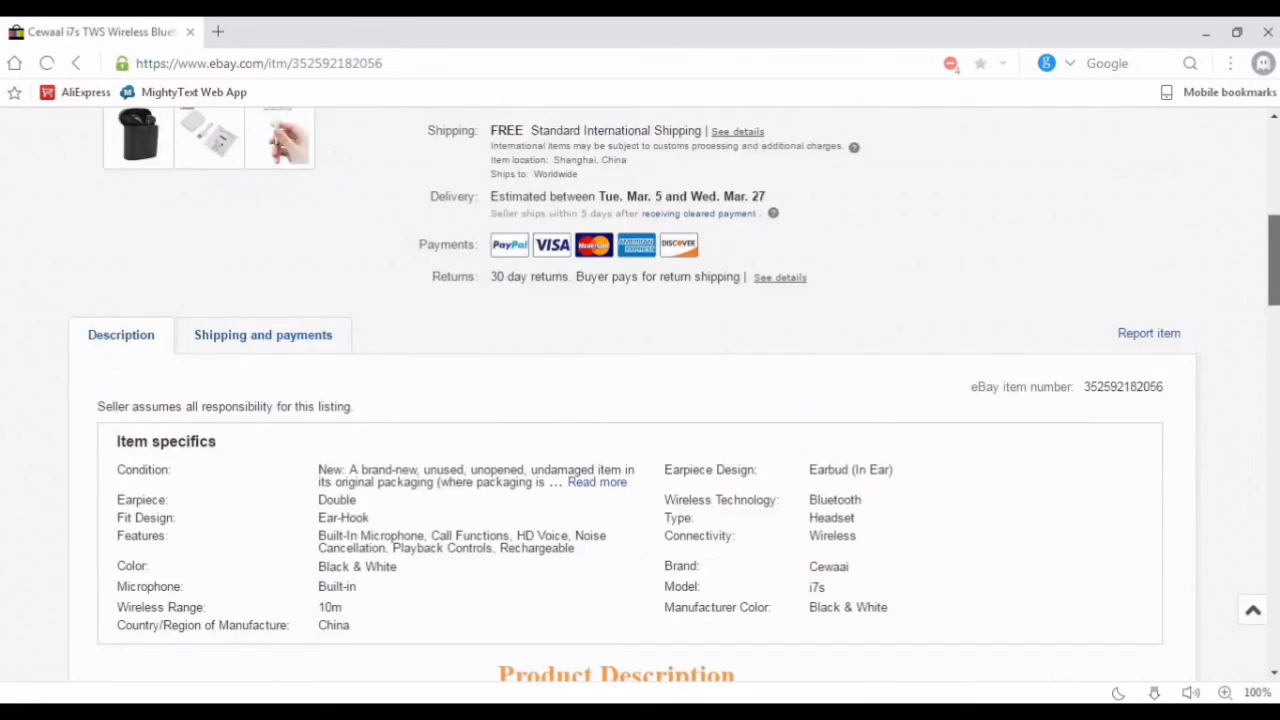 Cewaal i7s TWS Wireless Bluet
https://www.ebay.com/itm/352592182056
4
g
Google
AliExpress
MightyText Web App
Mobile bookmarks
Shipping: FREE Standard International Shipping | See details
International items may be subject to customs processing and additional charges. ?
Item location: Shanghai, China
Ships to: Worldwide
Delivery: Estimated between Tue. Mar. 5 and Wed. Mar. 27
Seller ships within 5 days after receiving cleared payment . ?
Payments: PayPal VISA MasterCard AMERICAN EXPRESS DISCOVER
Returns: 30 day returns. Buyer pays for return shipping | See details
Description
Shipping and payments
Report item
eBay item number: 352592182056
Seller assumes all responsibility for this listing.
Item specifics
Condition: New: A brand-new, unused, unopened, undamaged item in
its original packaging (where packaging is ... Read more
Earpiece Design: Earbud (In Ear)
Earpiece: Double
Wireless Technology: Bluetooth
Fit Design: Ear-Hook
Type: Headset
Features: Built-In Microphone, Call Functions, HD Voice, Noise
Cancellation, Playback Controls, Rechargeable
Connectivity: Wireless
Color: Black & White
Brand: Cewaai
Microphone: Built-in
Model: i7s
Wireless Range: 10m
Manufacturer Color: Black & White
Country/Region of Manufacture: China
Product Description
100%